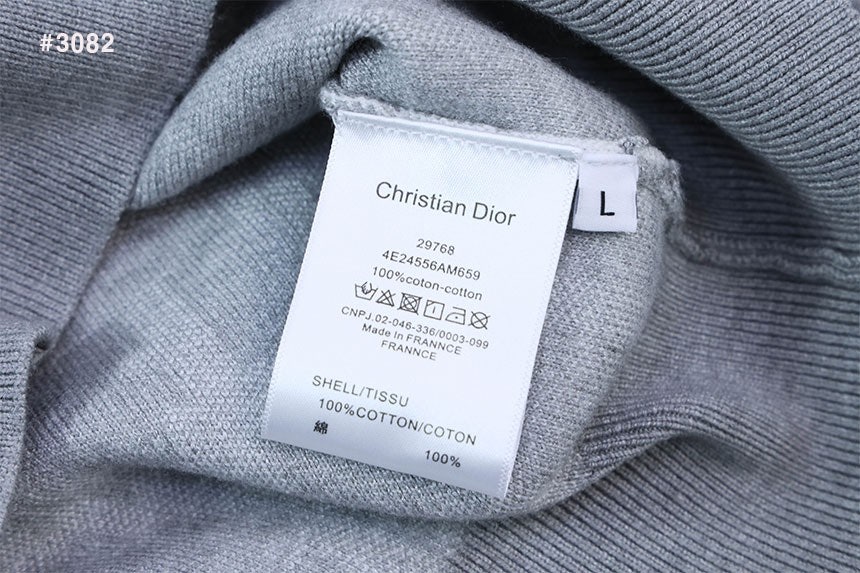 #3082
Christian Dior
L
29768
4E24556AM659
100%coton-cotton
CNPJ.02-046-336/0003-099
Made In FRANNCE
FRANNCE
SHELL/TISSU
100%COTTON/COTON
綿
100%